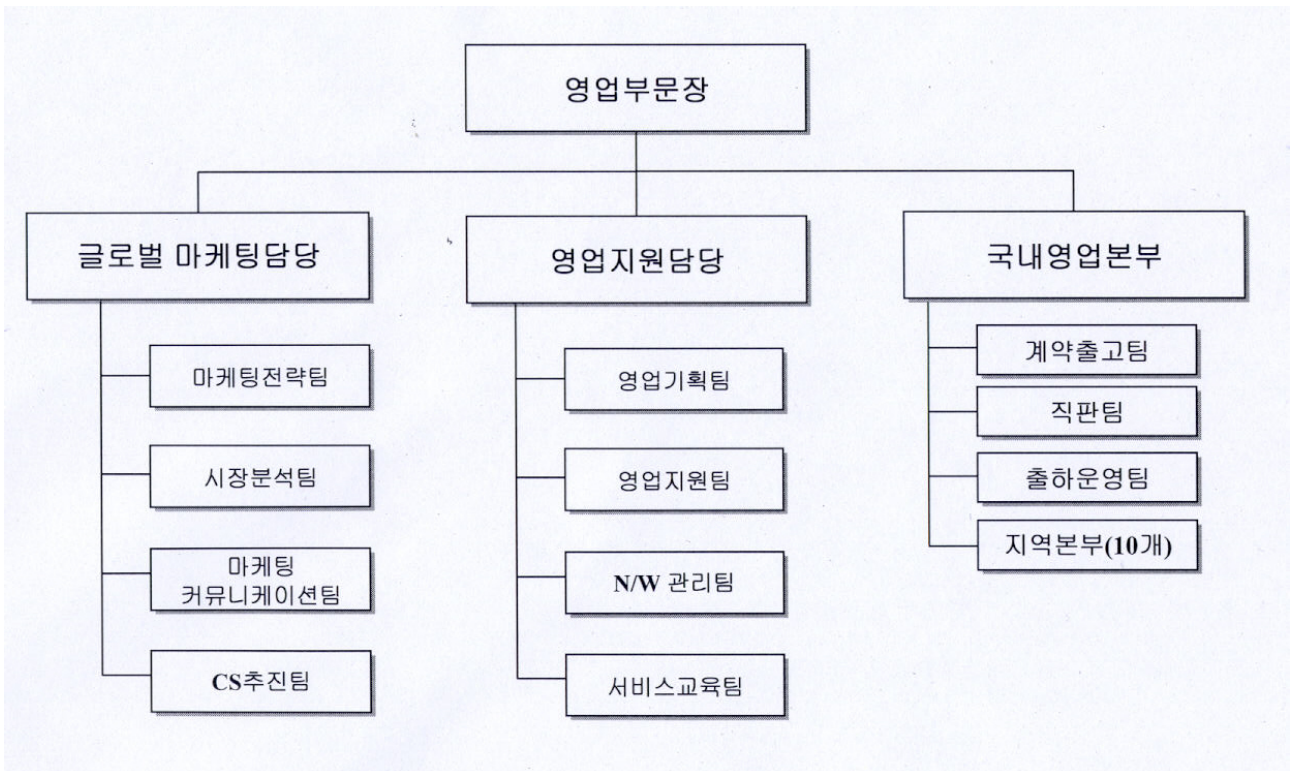 영업부문장
글로벌 마케팅담당
마케팅전략팀
시장분석팀
마케팅
커뮤니케이션팀
CS추진팀
영업지원담당
영업기획팀
영업지원팀
N/W 관리팀
서비스교육팀
국내영업본부
계약출고팀
직판팀
출하운영팀
지역본부(10개)